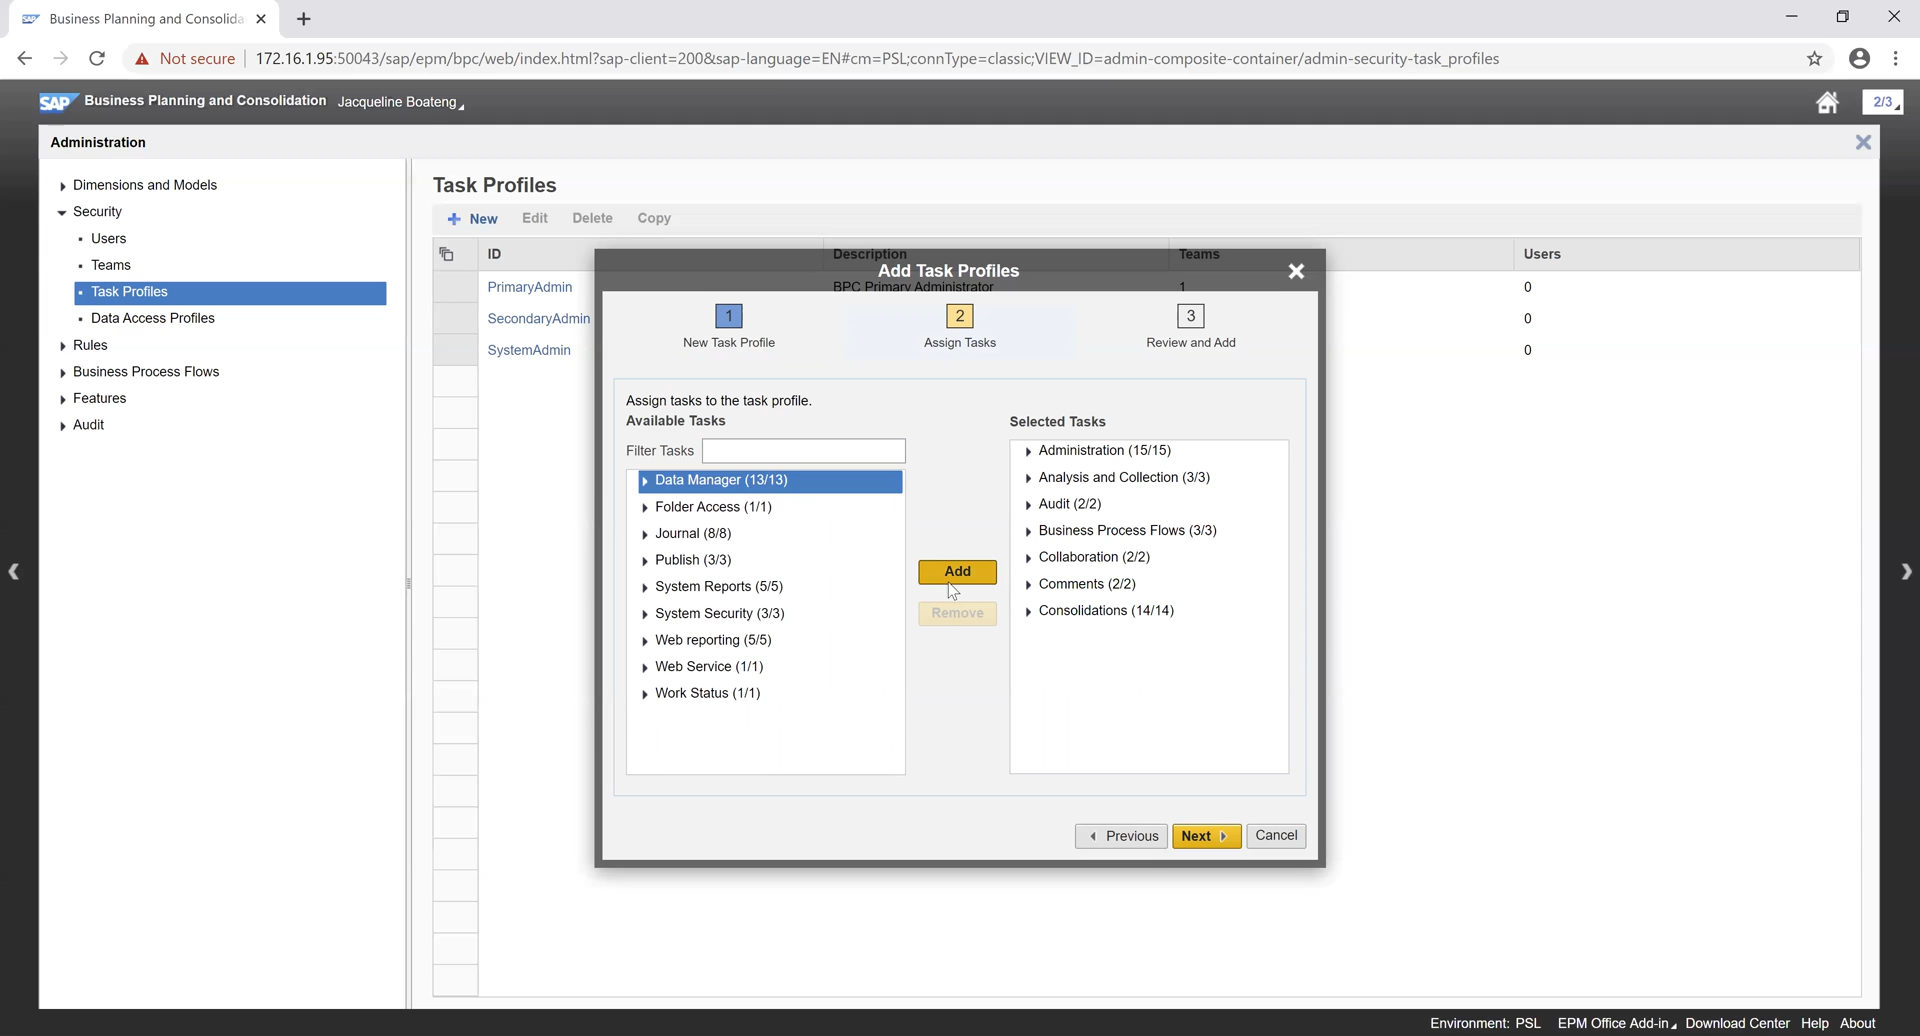 SAP Business Planning and Consolida
Not secure 172.16.1.95:50043/sap/epm/bpc/web/index.html?sap-client=200&sap-language=EN#cm=PSL;connType=classic;VIEW_ID=admin-composite-container/admin-security-task_profiles
SAP Business Planning and Consolidation Jacqueline Boateng 2/3
Administration
Dimensions and Models
Security
Users
Teams
Task Profiles
Data Access Profiles
Rules
Business Process Flows
Features
Audit
Task Profiles
New Edit Delete Copy
ID Description Teams Users
PrimaryAdmin BPC Primary Administrator 1 0
SecondaryAdmin 0
SystemAdmin 0
Add Task Profiles
1 2 3
New Task Profile Assign Tasks Review and Add
Assign tasks to the task profile.
Available Tasks
Filter Tasks
Data Manager (13/13)
Folder Access (1/1)
Journal (8/8)
Publish (3/3)
System Reports (5/5)
System Security (3/3)
Web reporting (5/5)
Web Service (1/1)
Work Status (1/1)
Add
Remove
Selected Tasks
Administration (15/15)
Analysis and Collection (3/3)
Audit (2/2)
Business Process Flows (3/3)
Collaboration (2/2)
Comments (2/2)
Consolidations (14/14)
Previous Next Cancel
Environment: PSL EPM Office Add-in Download Center Help About